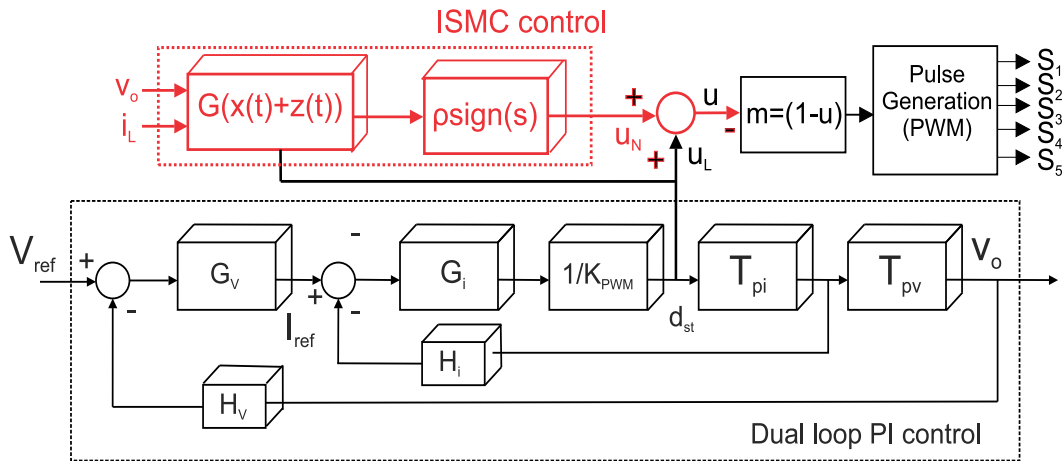 ISMC control
v_o
i_L
G(x(t)+z(t))
ρsign(s)
+
u_N
+
u_L
u
-
m=(1-u)
Pulse
Generation
(PWM)
S_1
S_2
S_3
S_4
S_5
V_ref
+
-
G_V
I_ref
-
+
-
G_i
1/K_PWM
d_st
T_pi
T_pv
v_o
H_i
H_V
Dual loop PI control